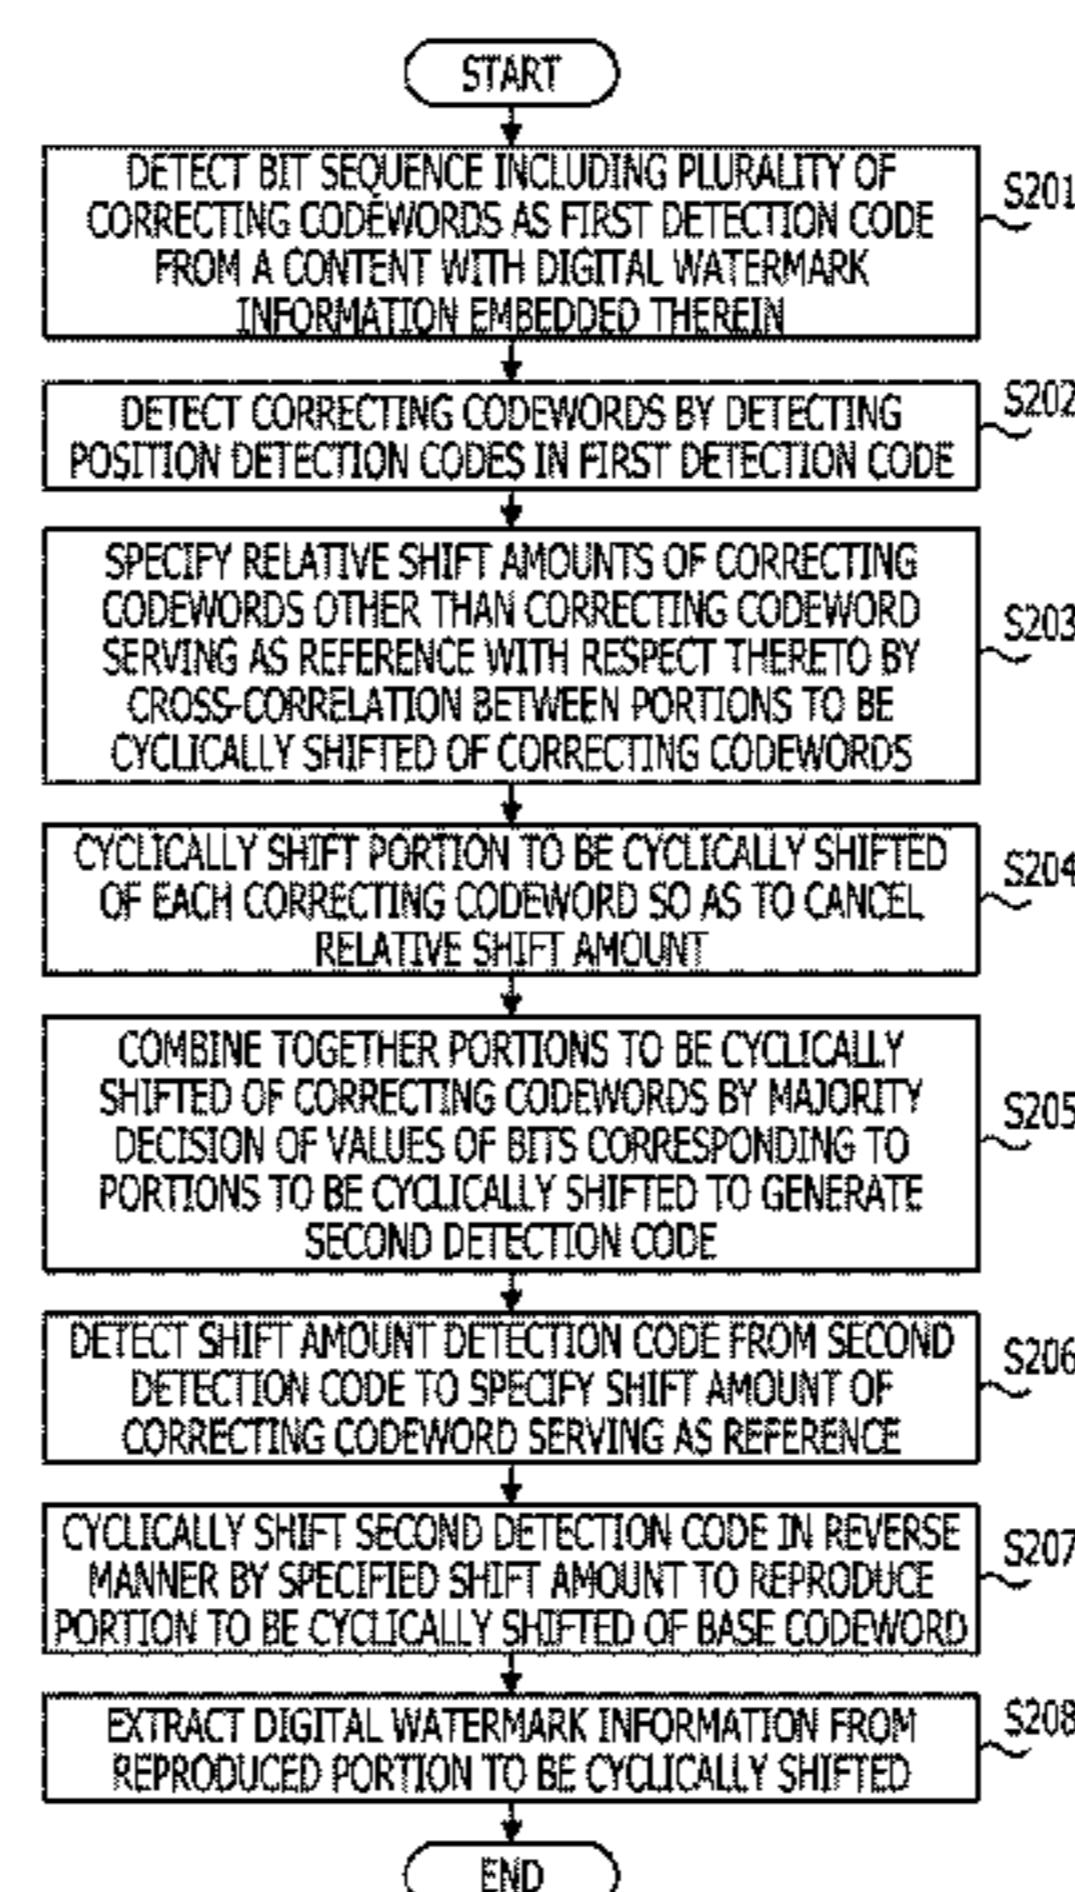 START
DETECT BIT SEQUENCE INCLUDING PLURALITY OF
CORRECTING CODEWORDS AS FIRST DETECTION CODE
FROM A CONTENT WITH DIGITAL WATERMARK
INFORMATION EMBEDDED THEREIN
S201
DETECT CORRECTING CODEWORDS BY DETECTING
POSITION DETECTION CODES IN FIRST DETECTION CODE
S202
SPECIFY RELATIVE SHIFT AMOUNTS OF CORRECTING
CODEWORDS OTHER THAN CORRECTING CODEWORD
SERVING AS REFERENCE WITH RESPECT THERETO BY
CROSS-CORRELATION BETWEEN PORTIONS TO BE
CYCLICALLY SHIFTED OF CORRECTING CODEWORDS
S203
CYCLICALLY SHIFT PORTION TO BE CYCLICALLY SHIFTED
OF EACH CORRECTING CODEWORD SO AS TO CANCEL
RELATIVE SHIFT AMOUNT
S204
COMBINE TOGETHER PORTIONS TO BE CYCLICALLY
SHIFTED OF CORRECTING CODEWORDS BY MAJORITY
DECISION OF VALUES OF BITS CORRESPONDING TO
PORTIONS TO BE CYCLICALLY SHIFTED TO GENERATE
SECOND DETECTION CODE
S205
DETECT SHIFT AMOUNT DETECTION CODE FROM SECOND
DETECTION CODE TO SPECIFY SHIFT AMOUNT OF
CORRECTING CODEWORD SERVING AS REFERENCE
S206
CYCLICALLY SHIFT SECOND DETECTION CODE IN REVERSE
MANNER BY SPECIFIED SHIFT AMOUNT TO REPRODUCE
PORTION TO BE CYCLICALLY SHIFTED OF BASE CODEWORD
S207
EXTRACT DIGITAL WATERMARK INFORMATION FROM
REPRODUCED PORTION TO BE CYCLICALLY SHIFTED
S208
END